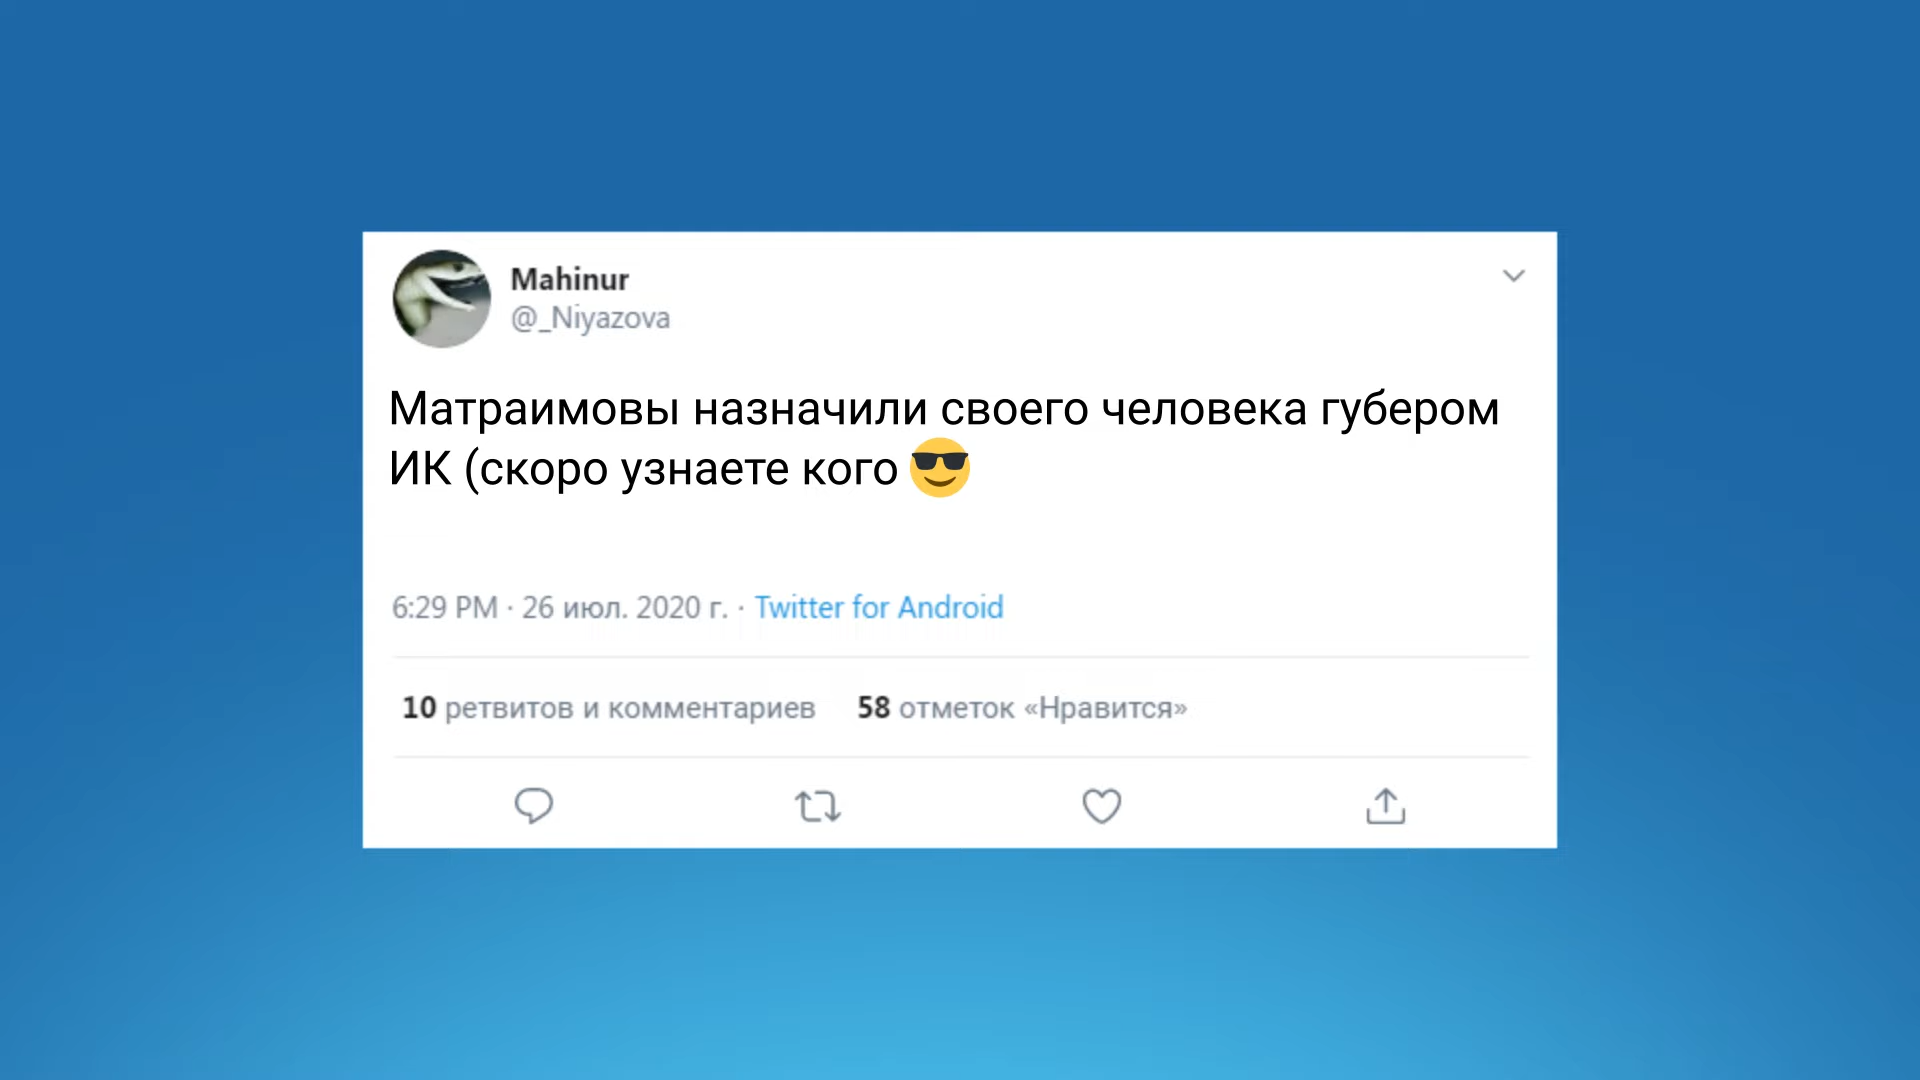 Mahinur
@_Niyazova
Матраимовы назначили своего человека губером
ИК (скоро узнаете кого 😎
6:29 PM · 26 июл. 2020 г. · Twitter for Android
10 ретвитов и комментариев 58 отметок «Нравится»